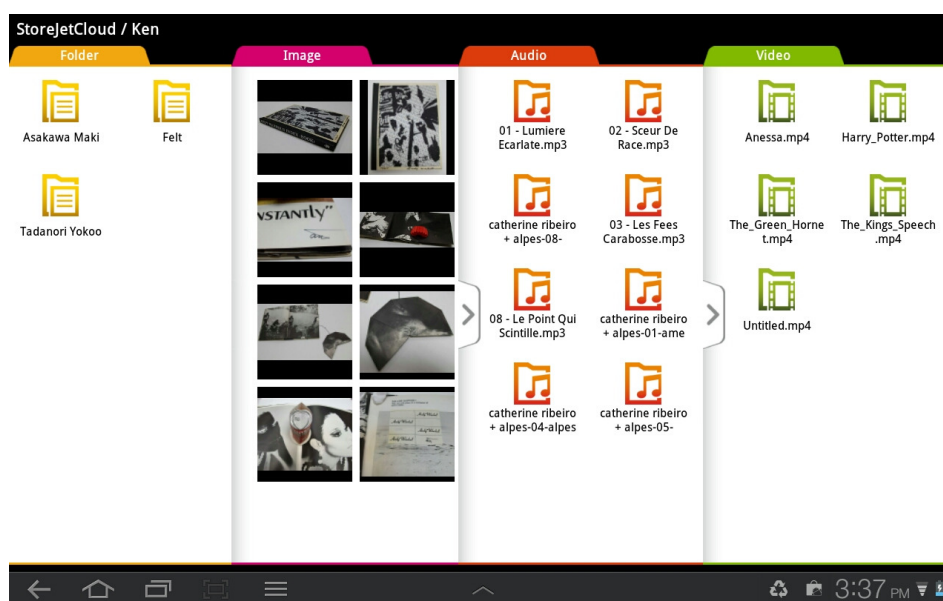 StoreJetCloud / Ken
Folder
Image
Audio
Video
Asakawa Maki
Felt
Tadanori Yokoo
NSTANTLY"
01 - Lumiere
Ecarlate.mp3
02 - Sceur De
Race.mp3
catherine ribeiro
+ alpes-08-
03 - Les Fees
Carabosse.mp3
08 - Le Point Qui
Scintille.mp3
catherine ribeiro
+ alpes-01-ame
catherine ribeiro
+ alpes-04-alpes
catherine ribeiro
+ alpes-05-
Anessa.mp4
Harry_Potter.mp4
The_Green_Horne
t.mp4
The_Kings_Speech
.mp4
Untitled.mp4
3:37 PM